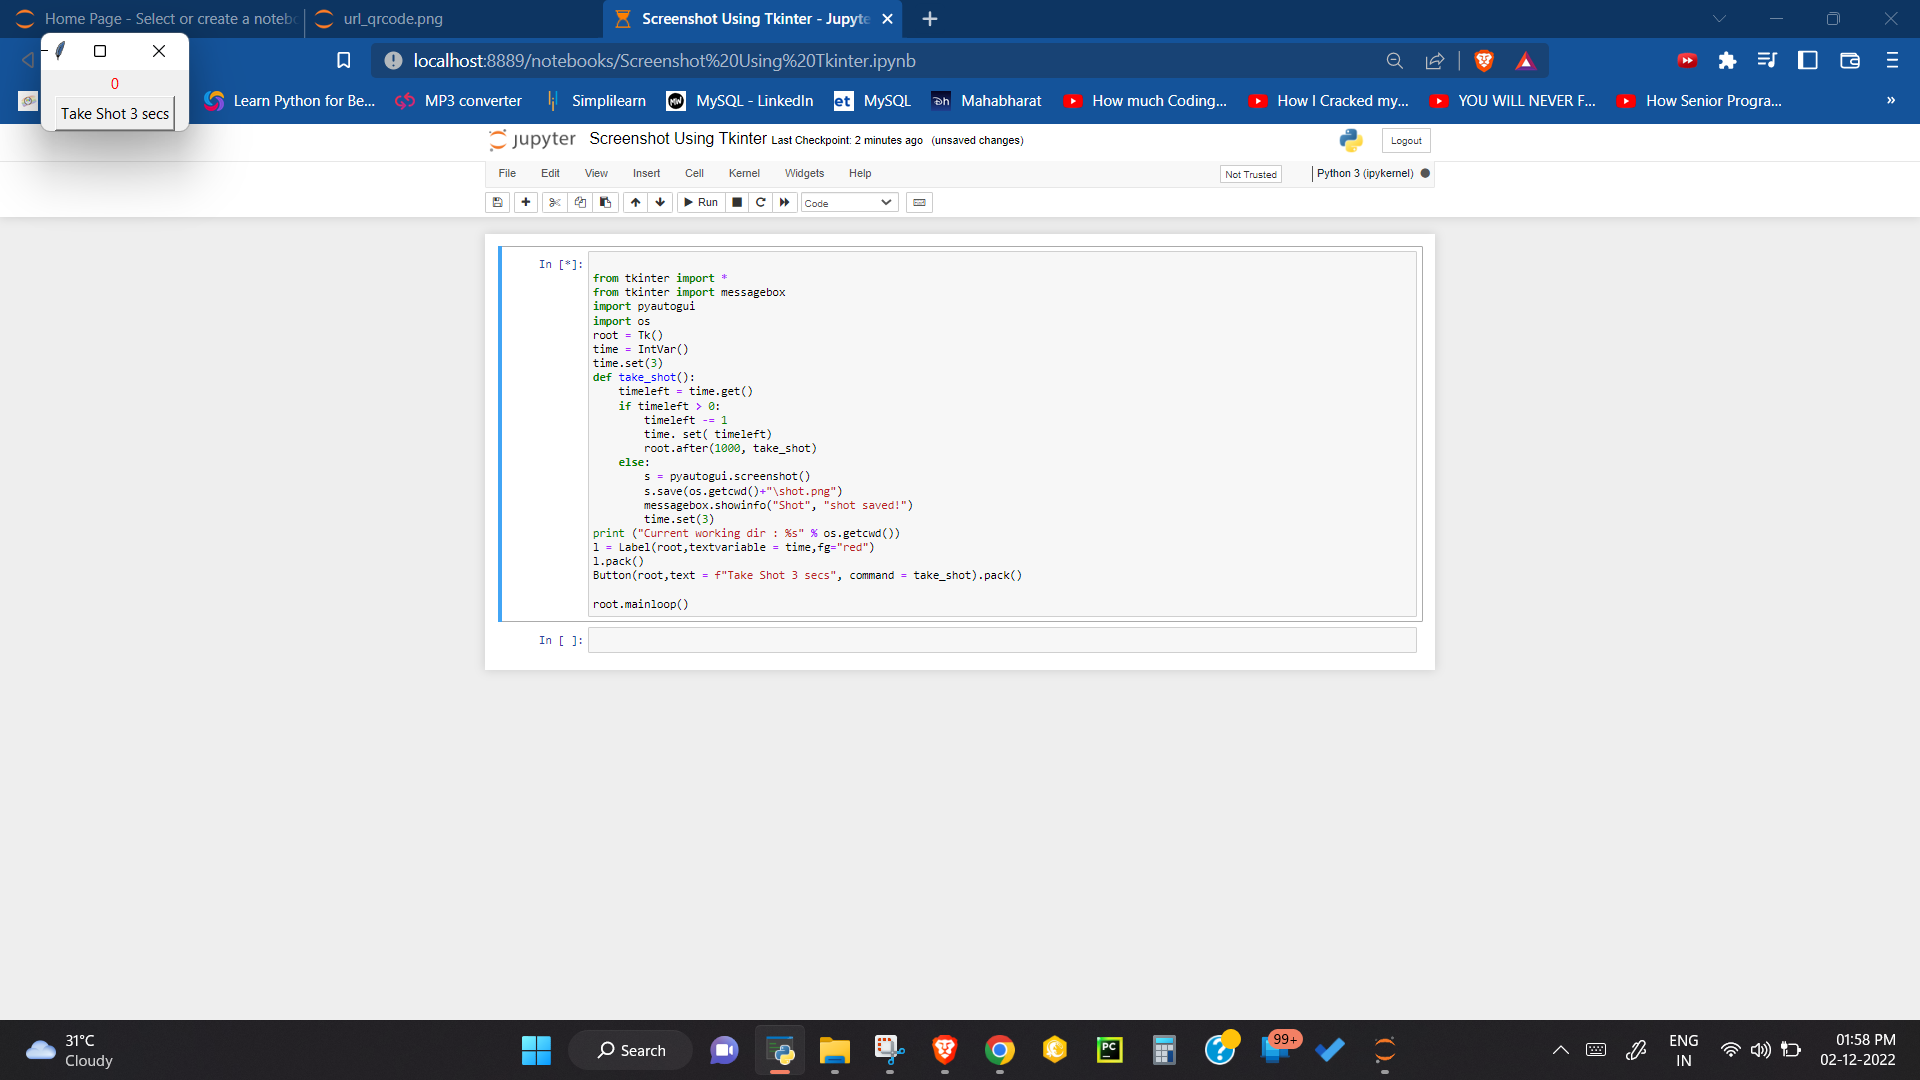 Home Page - Select or create a noteb
url_qrcode.png
Screenshot Using Tkinter - Jupyte
0
Take Shot 3 secs
localhost:8889/notebooks/Screenshot%20Using%20Tkinter.ipynb
Learn Python for Be...
MP3 converter
Simplilearn
MySQL - LinkedIn
et MySQL
Dh Mahabharat
How much Coding...
How I Cracked my...
YOU WILL NEVER F...
How Senior Progra...
»
jupyter Screenshot Using Tkinter Last Checkpoint: 2 minutes ago (unsaved changes)
Logout
File Edit View Insert Cell Kernel Widgets Help
Not Trusted
Python 3 (ipykernel)
Run
Code
In [*]:
from tkinter import *
from tkinter import messagebox
import pyautogui
import os
root = Tk()
time = IntVar()
time.set(3)
def take_shot():
    timeleft = time.get()
    if timeleft > 0:
        timeleft -= 1
        time. set( timeleft)
        root.after(1000, take_shot)
    else:
        s = pyautogui.screenshot()
        s.save(os.getcwd()+"\shot.png")
        messagebox.showinfo("Shot", "shot saved!")
        time.set(3)
print ("Current working dir : %s" % os.getcwd())
l = Label(root,textvariable = time,fg="red")
l.pack()
Button(root,text = f"Take Shot 3 secs", command = take_shot).pack()
root.mainloop()
In [ ]:
31°C
Cloudy
Search
PC
99+
ENG
IN
01:58 PM
02-12-2022